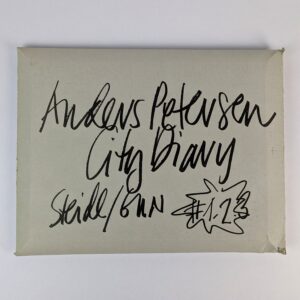 Anders Petersen
City Diary
Steidl/GUN
#1-2-3